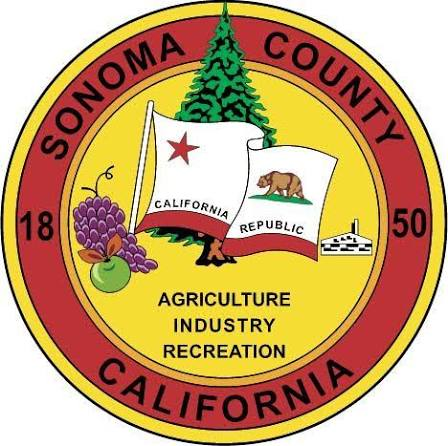 SONOMA COUNTY
18 50
CALIFORNIA
REPUBLIC
AGRICULTURE
INDUSTRY
RECREATION
CALIFORNIA